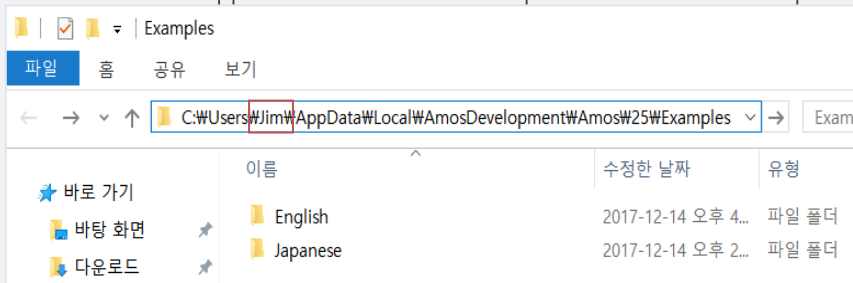 Examples
파일 홈 공유 보기
C:₩Users₩Jim₩AppData₩Local₩AmosDevelopment₩Amos₩25₩Examples Exam
이름 수정한 날짜 유형
바로 가기
English 2017-12-14 오후 4... 파일 폴더
바탕 화면
Japanese 2017-12-14 오후 2... 파일 폴더
다운로드